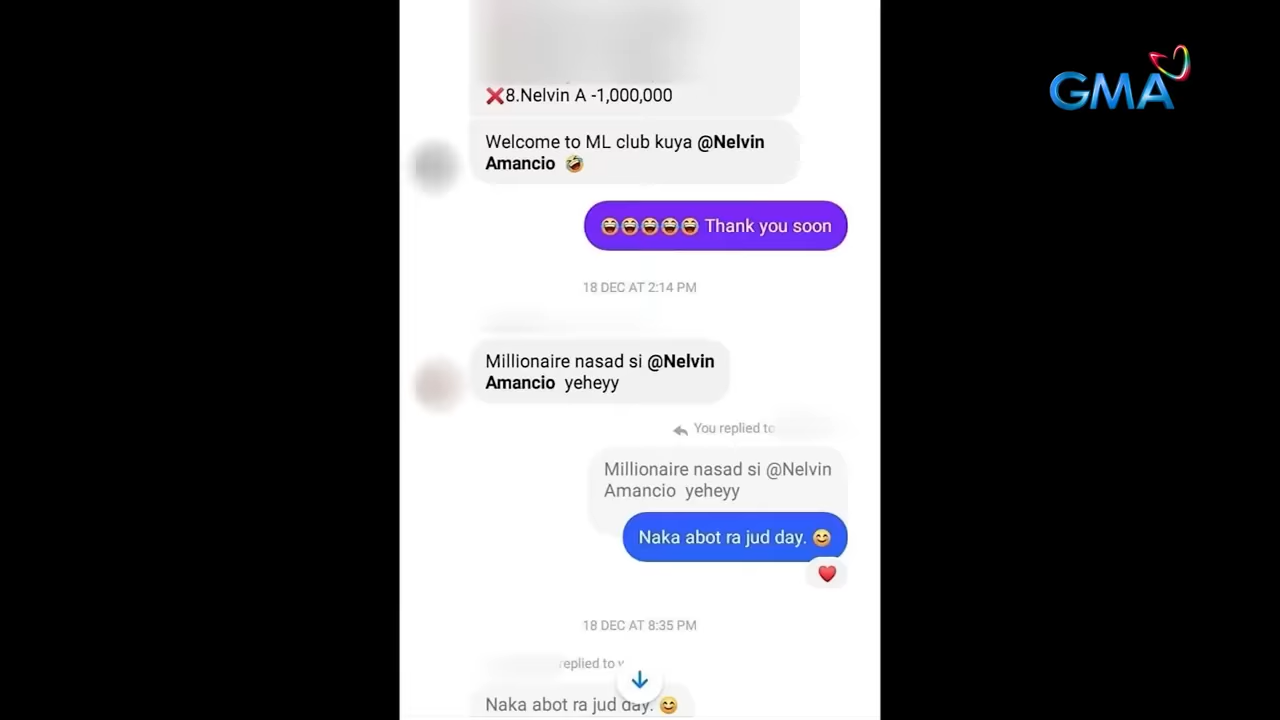 GMA
❌8.Nelvin A -1,000,000
Welcome to ML club kuya @Nelvin
Amancio 🤣
😂😂😂😂😂 Thank you soon
18 DEC AT 2:14 PM
Millionaire nasad si @Nelvin
Amancio yeheyy
You replied to
Millionaire nasad si @Nelvin
Amancio yeheyy
Naka abot ra jud day. 😊
❤️
18 DEC AT 8:35 PM
replied to
Naka abot ra jud day. 😊